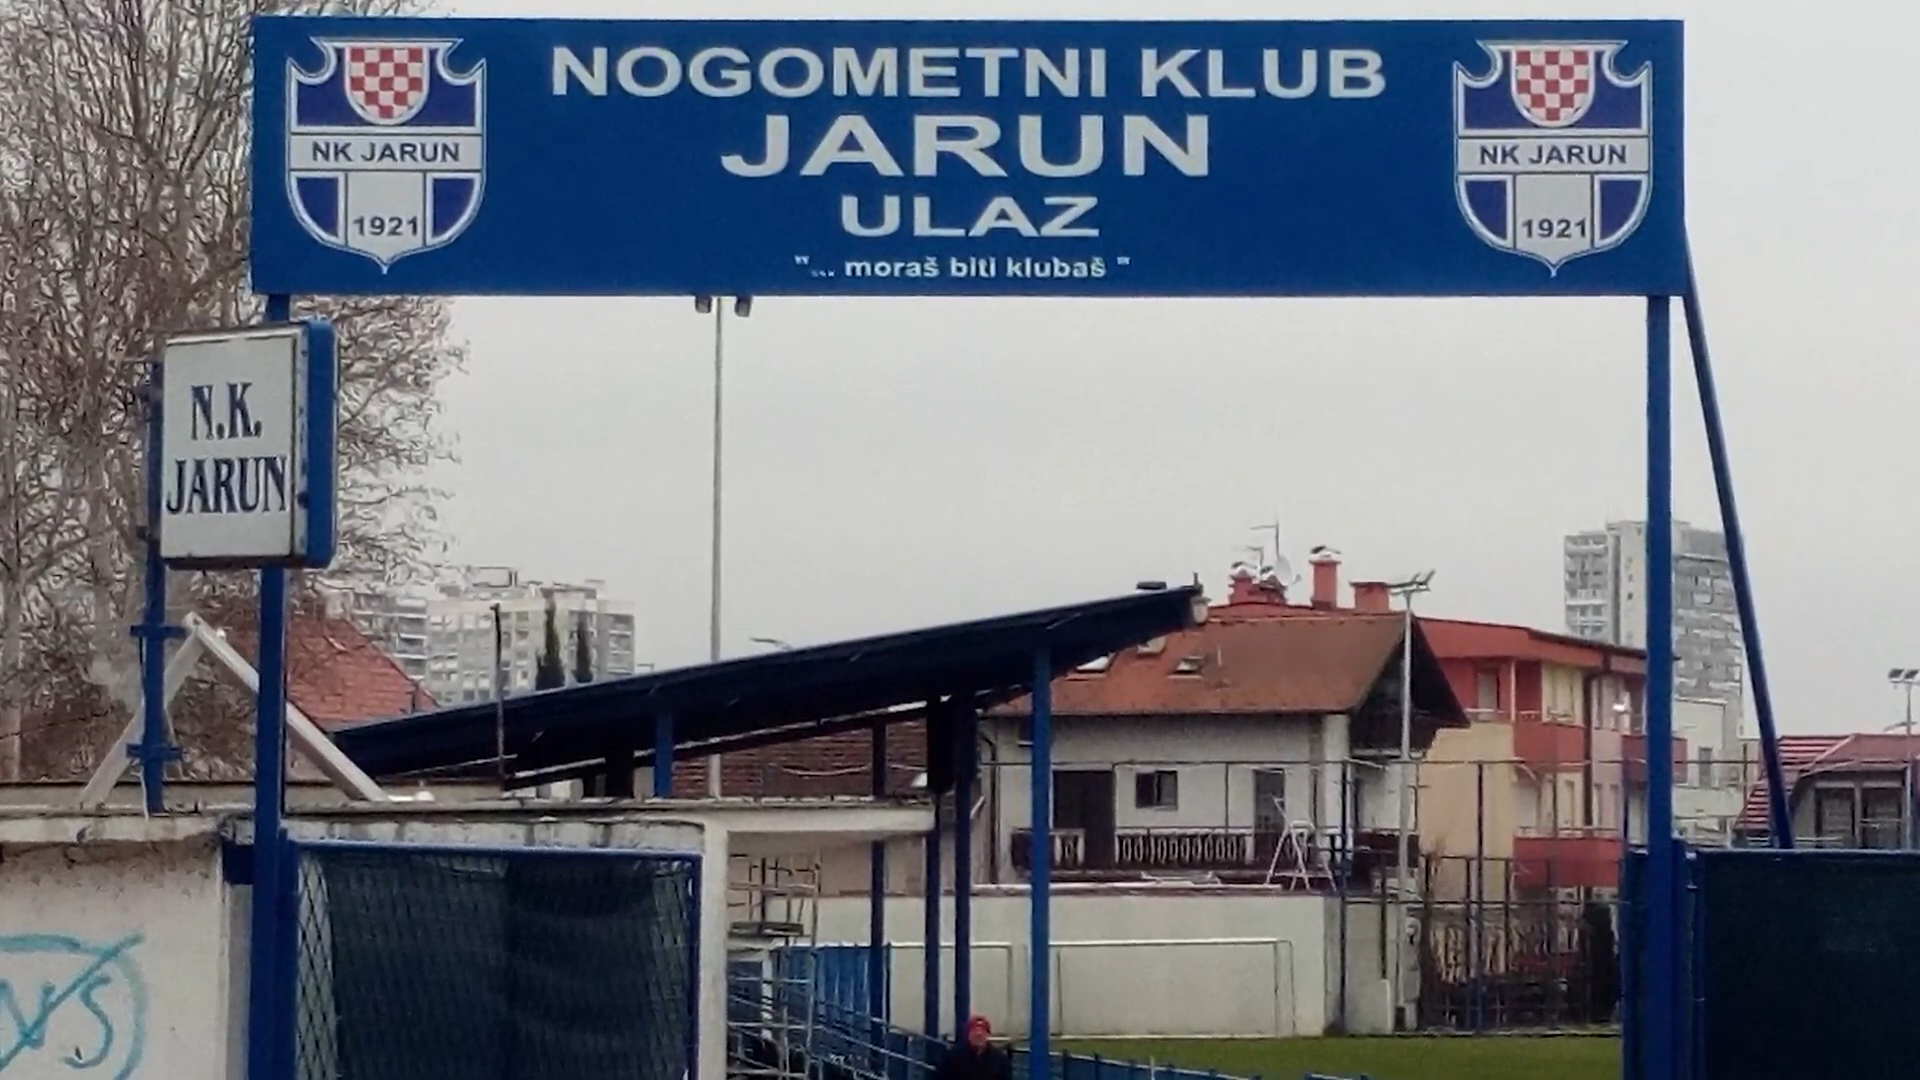 NOGOMETNI KLUB
JARUN
ULAZ
"... moraš biti klubaš "
NK JARUN
1921
NK JARUN
1921
N.K.
JARUN